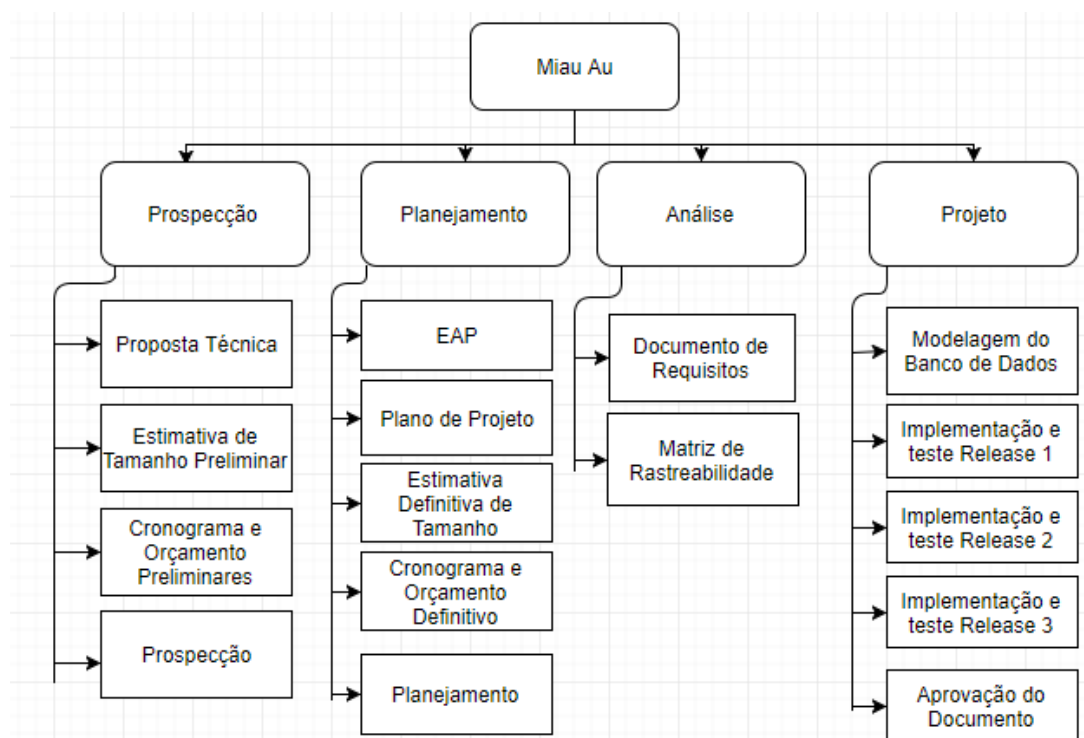 Miau Au
Prospecção
Planejamento
Análise
Projeto
Proposta Técnica
Estimativa de
Tamanho Preliminar
Cronograma e
Orçamento
Preliminares
Prospecção
EAP
Plano de Projeto
Estimativa
Definitiva de
Tamanho
Cronograma e
Orçamento
Definitivo
Planejamento
Documento de
Requisitos
Matriz de
Rastreabilidade
Modelagem do
Banco de Dados
Implementação e
teste Release 1
Implementação e
teste Release 2
Implementação e
teste Release 3
Aprovação do
Documento